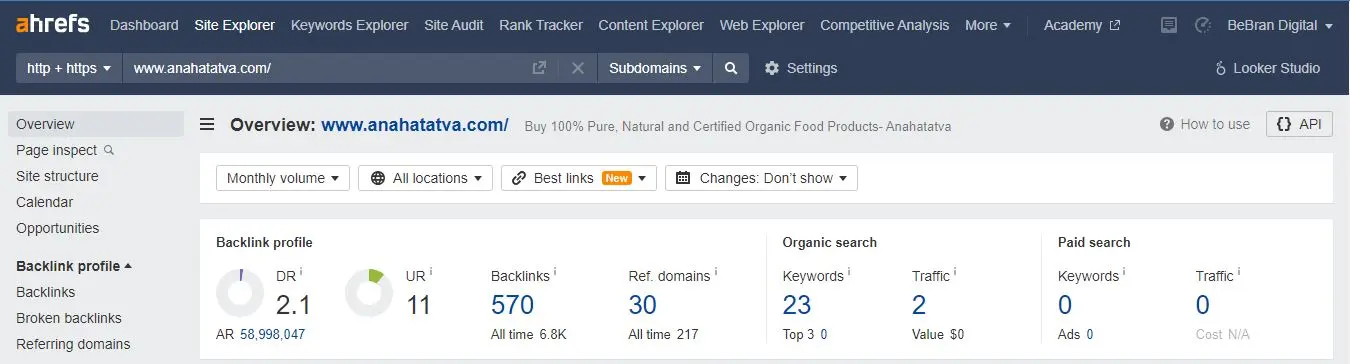 ahrefs Dashboard Site Explorer Keywords Explorer Site Audit Rank Tracker Content Explorer Web Explorer Competitive Analysis More Academy BeBran Digital
http + https www.anahatatva.com/ Subdomains Settings Looker Studio
Overview
Page inspect
Site structure
Calendar
Opportunities
Backlink profile
Backlinks
Broken backlinks
Referring domains
Overview: www.anahatatva.com/ Buy 100% Pure, Natural and Certified Organic Food Products- Anahatatva ? How to use {} API
Monthly volume All locations Best links New Changes: Don't show
Backlink profile
DR i
2.1
AR 58,998,047
UR i
11
Backlinks i
570
All time 6.8K
Ref. domains i
30
All time 217
Organic search
Keywords i
23
Top 3 0
Traffic i
2
Value $0
Paid search
Keywords i
0
Ads 0
Traffic i
0
Cost N/A